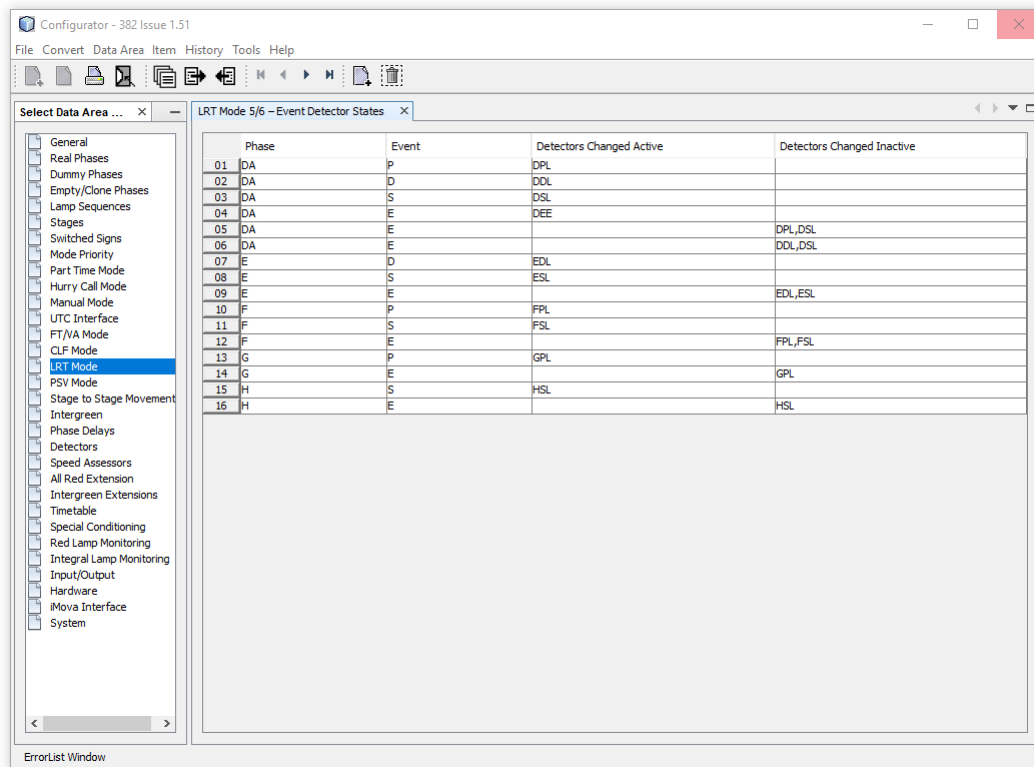 Configurator - 382 Issue 1.51
File Convert Data Area Item History Tools Help
Select Data Area ...
LRT Mode 5/6 – Event Detector States
General
Real Phases
Dummy Phases
Empty/Clone Phases
Lamp Sequences
Stages
Switched Signs
Mode Priority
Part Time Mode
Hurry Call Mode
Manual Mode
UTC Interface
FT/VA Mode
CLF Mode
LRT Mode
PSV Mode
Stage to Stage Movement
Intergreen
Phase Delays
Detectors
Speed Assessors
All Red Extension
Intergreen Extensions
Timetable
Special Conditioning
Red Lamp Monitoring
Integral Lamp Monitoring
Input/Output
Hardware
iMova Interface
System
Phase Event Detectors Changed Active Detectors Changed Inactive
01 DA P DPL
02 DA D DDL
03 DA S DSL
04 DA E DEE
05 DA E DPL,DSL
06 DA E DDL,DSL
07 E D EDL
08 E S ESL
09 E E EDL,ESL
10 F P FPL
11 F S FSL
12 F E FPL,FSL
13 G P GPL
14 G E GPL
15 H S HSL
16 H E HSL
ErrorList Window